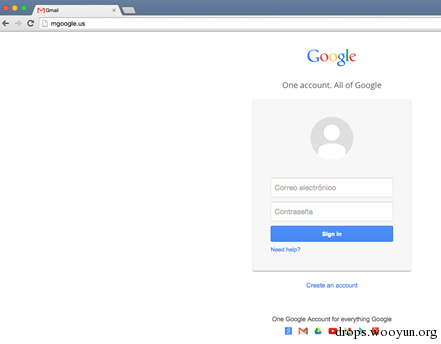 Gmail
mgoogle.us
Google
One account. All of Google
Correo electrónico
Contraseña
Sign in
Need help?
Create an account
One Google Account for everything Google
drops.wooyun.org